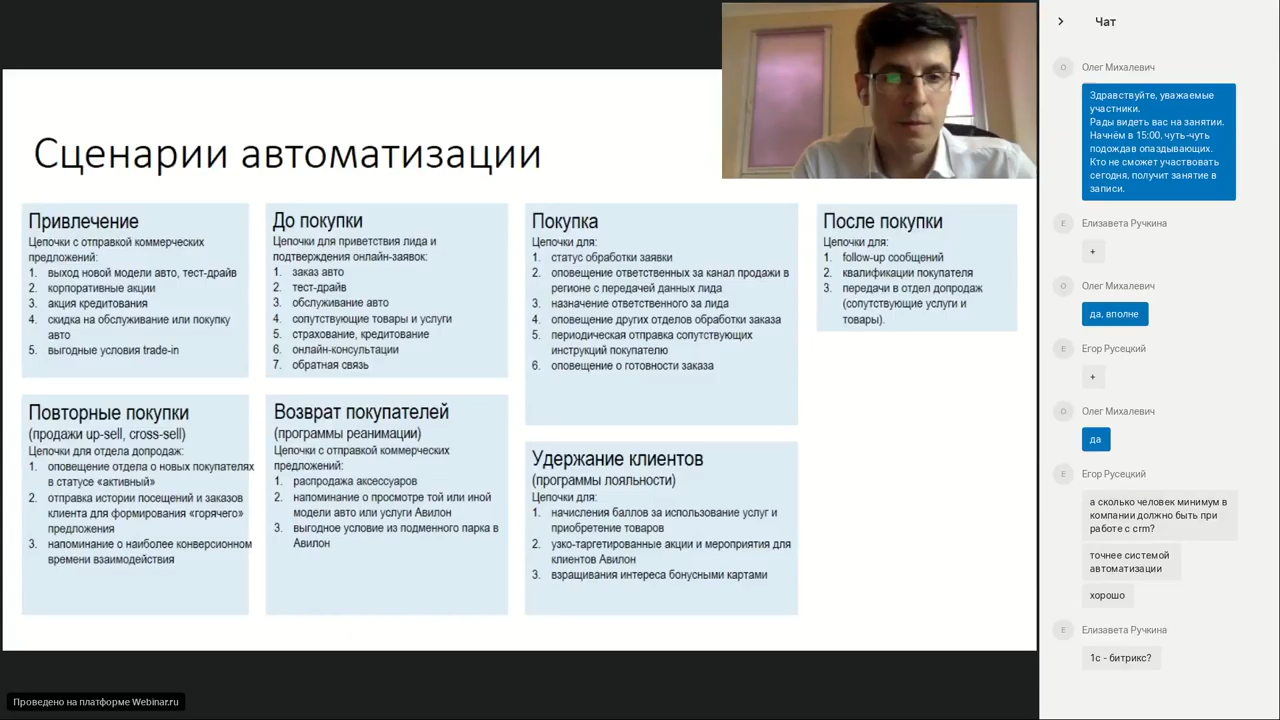 Сценарии автоматизации
Привлечение
Цепочки с отправкой коммерческих
предложений:
1. выход новой модели авто, тест-драйв
2. корпоративные акции
3. акция кредитования
4. скидка на обслуживание или покупку
авто
5. выгодные условия trade-in
До покупки
Цепочки для приветствия лида и
подтверждения онлайн-заявок:
1. заказ авто
2. тест-драйв
3. обслуживание авто
4. сопутствующие товары и услуги
5. страхование, кредитование
6. онлайн-консультации
7. обратная связь
Покупка
Цепочки для:
1. статус обработки заявки
2. оповещение ответственных за канал продажи в
регионе с передачей данных лида
3. назначение ответственного за лида
4. оповещение других отделов обработки заказа
5. периодическая отправка сопутствующих
инструкций покупателю
6. оповещение о готовности заказа
После покупки
Цепочки для:
1. follow-up сообщений
2. квалификации покупателя
3. передачи в отдел допродаж
(сопутствующие услуги и
товары).
Повторные покупки
(продажи up-sell, cross-sell)
Цепочки для отдела допродаж:
1. оповещение отдела о новых покупателях
в статусе «активный»
2. отправка истории посещений и заказов
клиента для формирования «горячего»
предложения
3. напоминание о наиболее конверсионном
времени взаимодействия
Возврат покупателей
(программы реанимации)
Цепочки с отправкой коммерческих
предложений:
1. распродажа аксессуаров
2. напоминание о просмотре той или иной
модели авто или услуги Авилон
3. выгодное условие из подменного парка в
Авилон
Удержание клиентов
(программы лояльности)
Цепочки для:
1. начисления баллов за использование услуг и
приобретение товаров
2. узко-таргетированные акции и мероприятия для
клиентов Авилон
3. взращивания интереса бонусными картами
Проведено на платформе Webinar.ru
Чат
О
Олег Михалевич
Здравствуйте, уважаемые
участники.
Рады видеть вас на занятии.
Начнём в 15:00, чуть-чуть
подождав опаздывающих.
Кто не сможет участвовать
сегодня, получит занятие в
записи.
Е
Елизавета Ручкина
+
О
Олег Михалевич
да, вполне
Е
Егор Русецкий
+
О
Олег Михалевич
да
Е
Егор Русецкий
а сколько человек минимум в
компании должно быть при
работе с crm?
точнее системой
автоматизации
хорошо
Е
Елизавета Ручкина
1с - битрикс?